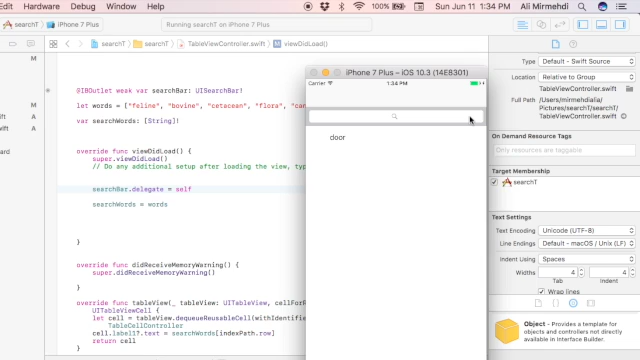 Edit Hardware Debug Window Help 100% Sun Jun 11 1:34 PM Ali Mirmehdi
searchT iPhone 7 Plus Running searchT on iPhone 7 Plus
searchT searchT TableViewController.swift viewDidLoad()
M
@IBOutlet weak var searchBar: UISearchBar!
let words = ["feline", "bovine", "cetacean", "flora", "can
var searchWords: [String]!
override func viewDidLoad() {
super.viewDidLoad()
// Do any additional setup after loading the view, typ
searchBar.delegate = self
searchWords = words
}
override func didReceiveMemoryWarning() {
super.didReceiveMemoryWarning()
}
override func tableView(_ tableView: UITableView, cellForR
UITableViewCell {
let cell = tableView.dequeueReusableCell(withIdentifie
TableCellController
cell.label1?.text = searchWords[indexPath.row]
return cell
M
swift A
swift A
ard
iPhone 7 Plus – iOS 10.3 (14E8301)
Carrier 1:34 PM
door
Type Default - Swift Source
Location Relative to Group
TableViewController.swift
Full Path /Users/mirmehdialia/
Pictures/searchT/searchT/
TableViewController.swift
On Demand Resource Tags
Only resources are taggable
Target Membership
searchT
Text Settings
Text Encoding Unicode (UTF-8)
Line Endings Default - macOS / Unix (LF)
Indent Using Spaces
Widths 4 4
Tab Indent
Wrap lines
Object - Provides a template for
objects and controllers not directly
available in Interface Builder.